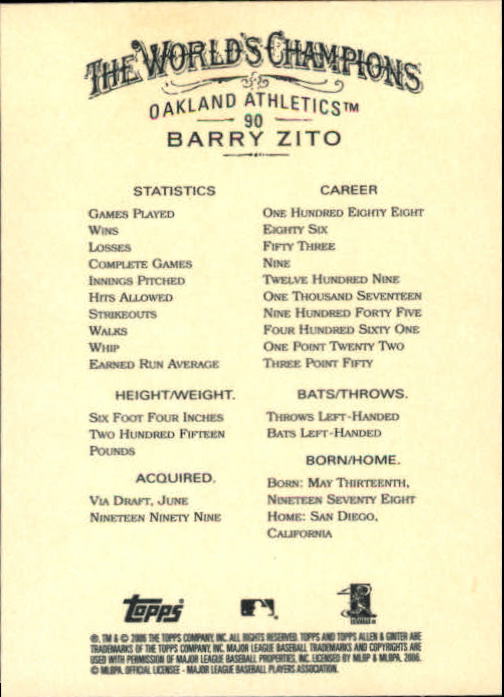 THE WORLD'S CHAMPIONS
OAKLAND ATHLETICS™
90
BARRY ZITO
STATISTICS CAREER
GAMES PLAYED ONE HUNDRED EIGHTY EIGHT
WINS EIGHTY SIX
LOSSES FIFTY THREE
COMPLETE GAMES NINE
INNINGS PITCHED TWELVE HUNDRED NINE
HITS ALLOWED ONE THOUSAND SEVENTEEN
STRIKEOUTS NINE HUNDRED FORTY FIVE
WALKS FOUR HUNDRED SIXTY ONE
WHIP ONE POINT TWENTY TWO
EARNED RUN AVERAGE THREE POINT FIFTY
HEIGHT/WEIGHT.
SIX FOOT FOUR INCHES
TWO HUNDRED FIFTEEN
POUNDS
ACQUIRED.
VIA DRAFT, JUNE
NINETEEN NINETY NINE
BATS/THROWS.
THROWS LEFT-HANDED
BATS LEFT-HANDED
BORN/HOME.
BORN: MAY THIRTEENTH,
NINETEEN SEVENTY EIGHT
HOME: SAN DIEGO,
CALIFORNIA
Topps
®, TM & © 2006 THE TOPPS COMPANY, INC. ALL RIGHTS RESERVED. TOPPS AND TOPPS ALLEN & GINTER ARE
TRADEMARKS OF THE TOPPS COMPANY, INC. MAJOR LEAGUE BASEBALL TRADEMARKS AND COPYRIGHTS ARE
USED WITH PERMISSION OF MAJOR LEAGUE BASEBALL PROPERTIES, INC. LICENSED BY MLBP & MLBPA, 2006.
© MLBPA. OFFICIAL LICENSEE - MAJOR LEAGUE BASEBALL PLAYERS ASSOCIATION.